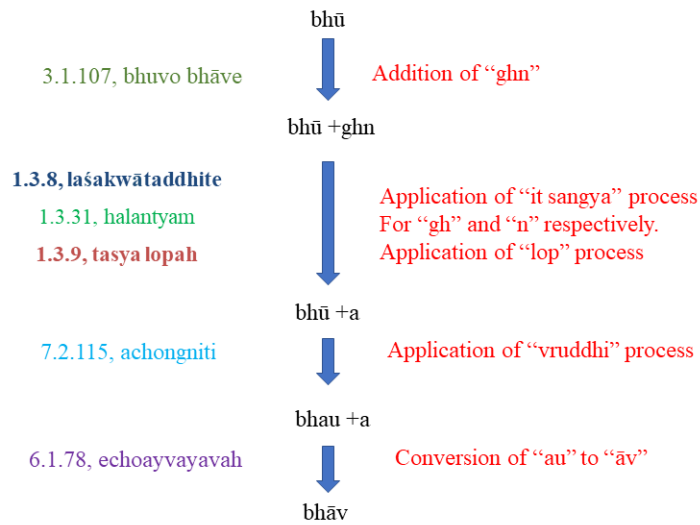 bhū
3.1.107, bhuvo bhāve
Addition of “ghn”
bhū +ghn
1.3.8, laśakwātaddhite
1.3.31, halantyam
1.3.9, tasya lopah
Application of “it sangya” process
For “gh” and “n” respectively.
Application of “lop” process
bhū +a
7.2.115, achongniti
Application of “vruddhi” process
bhau +a
6.1.78, echoayvayavah
Conversion of “au” to “āv”
bhāv